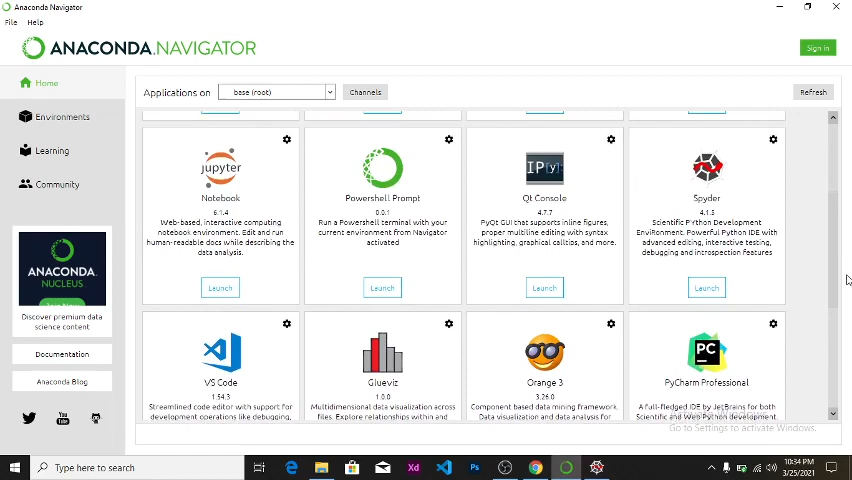 Anaconda Navigator
File Help
ANACONDA.NAVIGATOR
Sign in
Home
Applications on base (root) Channels Refresh
Environments
Learning
Community
jupyter
Notebook
6.1.4
Web-based, interactive computing
notebook environment. Edit and run
human-readable docs while describing the
data analysis.
Launch
Powershell Prompt
0.0.1
Run a Powershell terminal with your
current environment from Navigator
activated
Launch
IP[y]:
Qt Console
4.7.7
PyQt GUI that supports inline figures,
proper multiline editing with syntax
highlighting, graphical calltips, and more.
Launch
Spyder
4.1.5
Scientific PYthon Development
EnviRonment. Powerful Python IDE with
advanced editing, interactive testing,
debugging and introspection features
Launch
ANACONDA.
NUCLEUS
Join Now
Discover premium data
science content
Documentation
Anaconda Blog
You
Tube
VS Code
1.54.3
Streamlined code editor with support for
development operations like debugging,
Glueviz
1.0.0
Multidimensional data visualization across
files. Explore relationships within and
Orange 3
3.26.0
Component based data mining framework.
Data visualization and data analysis for
PC
PyCharm Professional
A full-fledged IDE by JetBrains for both
Scientific and Web Python development.
Go to Settings to activate Windows.
Type here to search
Xd
Ps
10:34 PM
3/25/2021